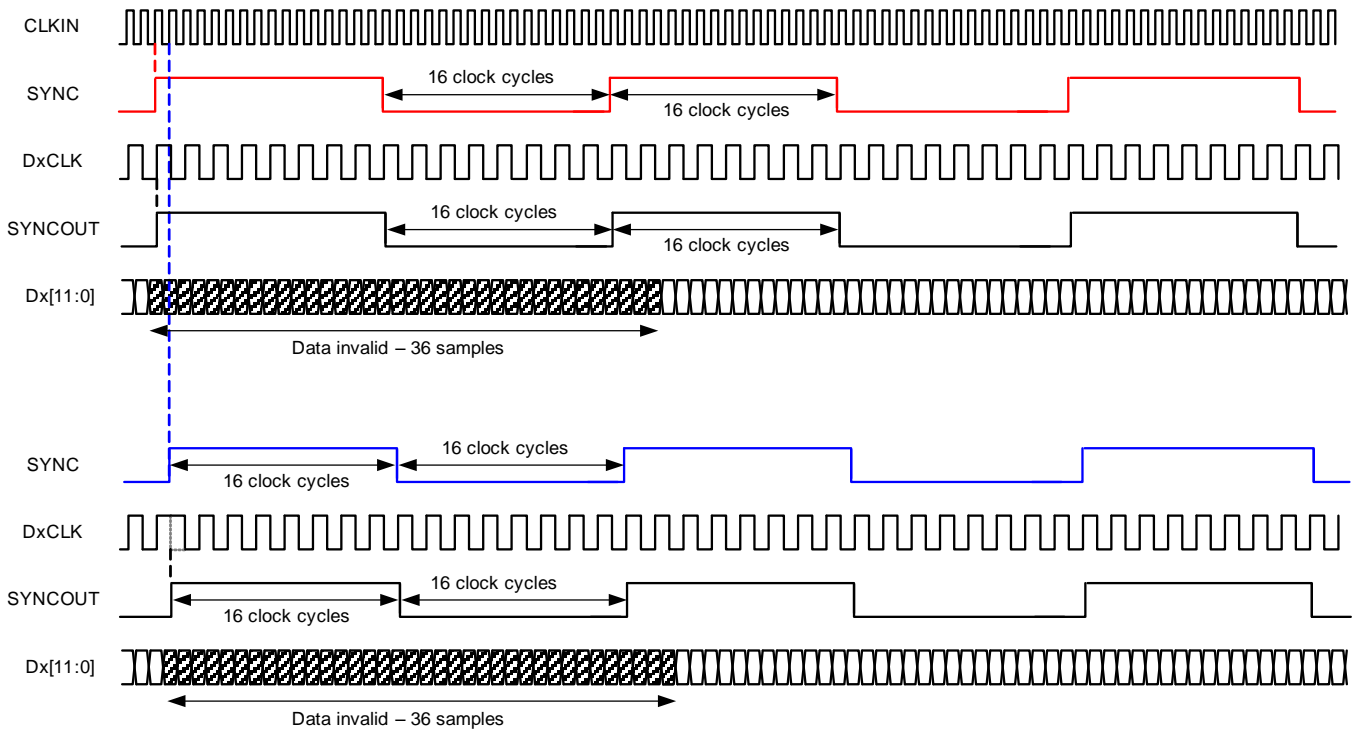 CLKIN
SYNC
16 clock cycles
16 clock cycles
DxCLK
SYNCOUT
16 clock cycles
16 clock cycles
Dx[11:0]
Data invalid – 36 samples
SYNC
16 clock cycles
16 clock cycles
DxCLK
SYNCOUT
16 clock cycles
16 clock cycles
Dx[11:0]
Data invalid – 36 samples